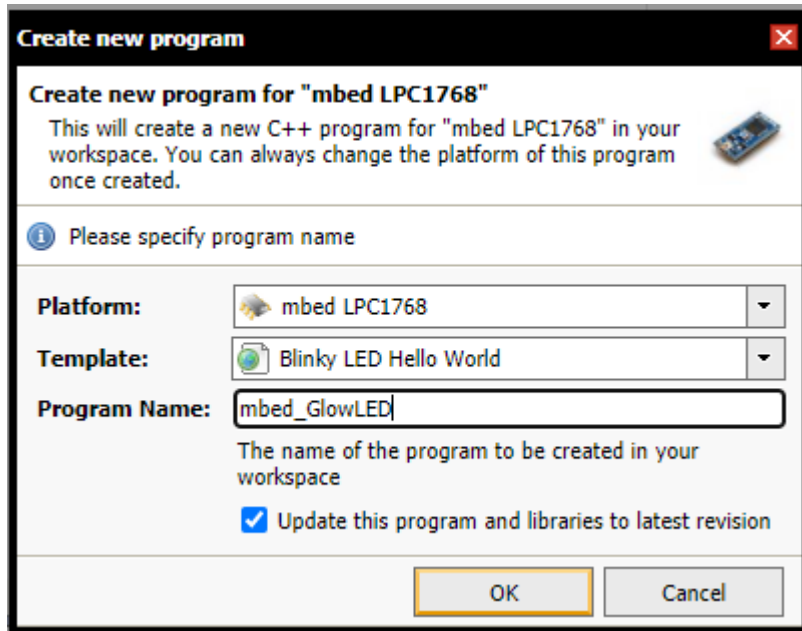 Create new program
Create new program for "mbed LPC1768"
This will create a new C++ program for "mbed LPC1768" in your
workspace. You can always change the platform of this program
once created.
Please specify program name
Platform: mbed LPC1768
Template: Blinky LED Hello World
Program Name: mbed_GlowLED
The name of the program to be created in your
workspace
Update this program and libraries to latest revision
OK Cancel